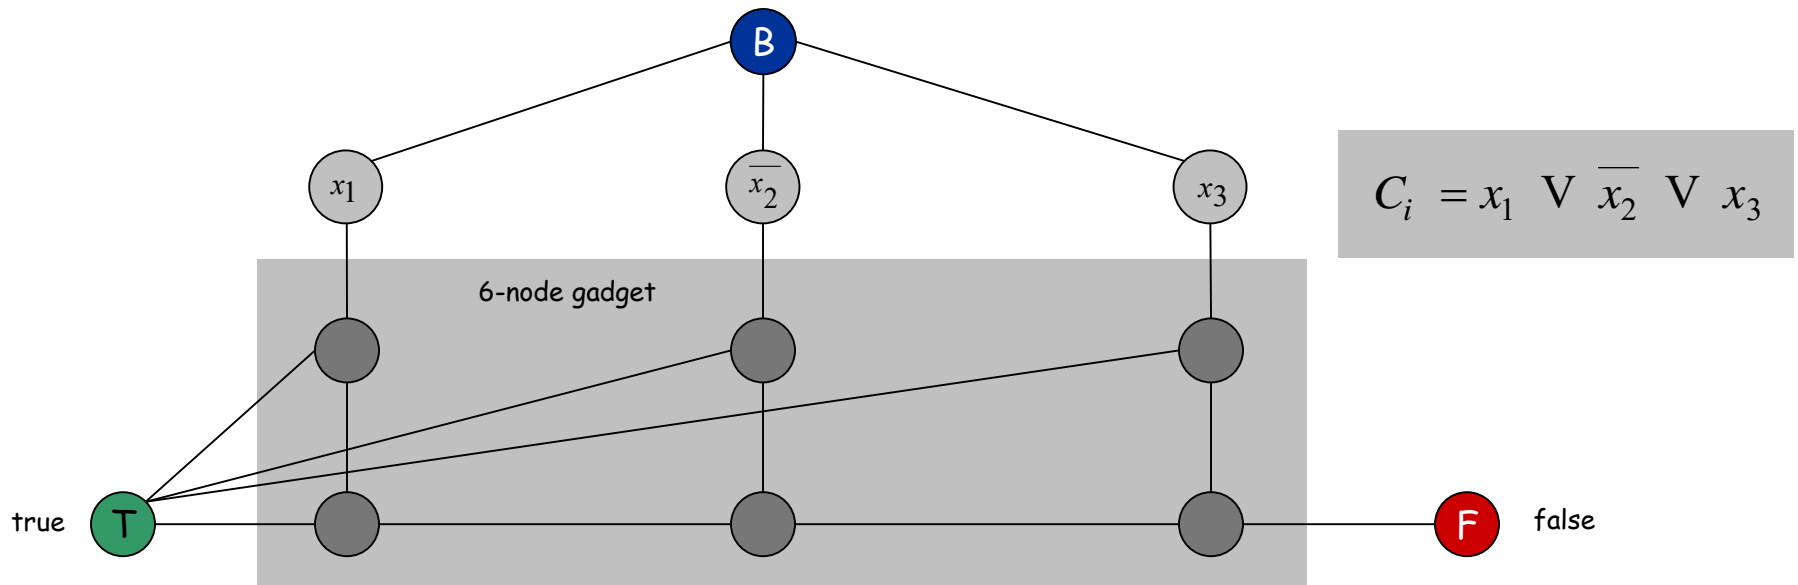 B
x₁
x̅₂
x₃
Cᵢ = x₁ V x̅₂ V x₃
6-node gadget
true
T
F
false